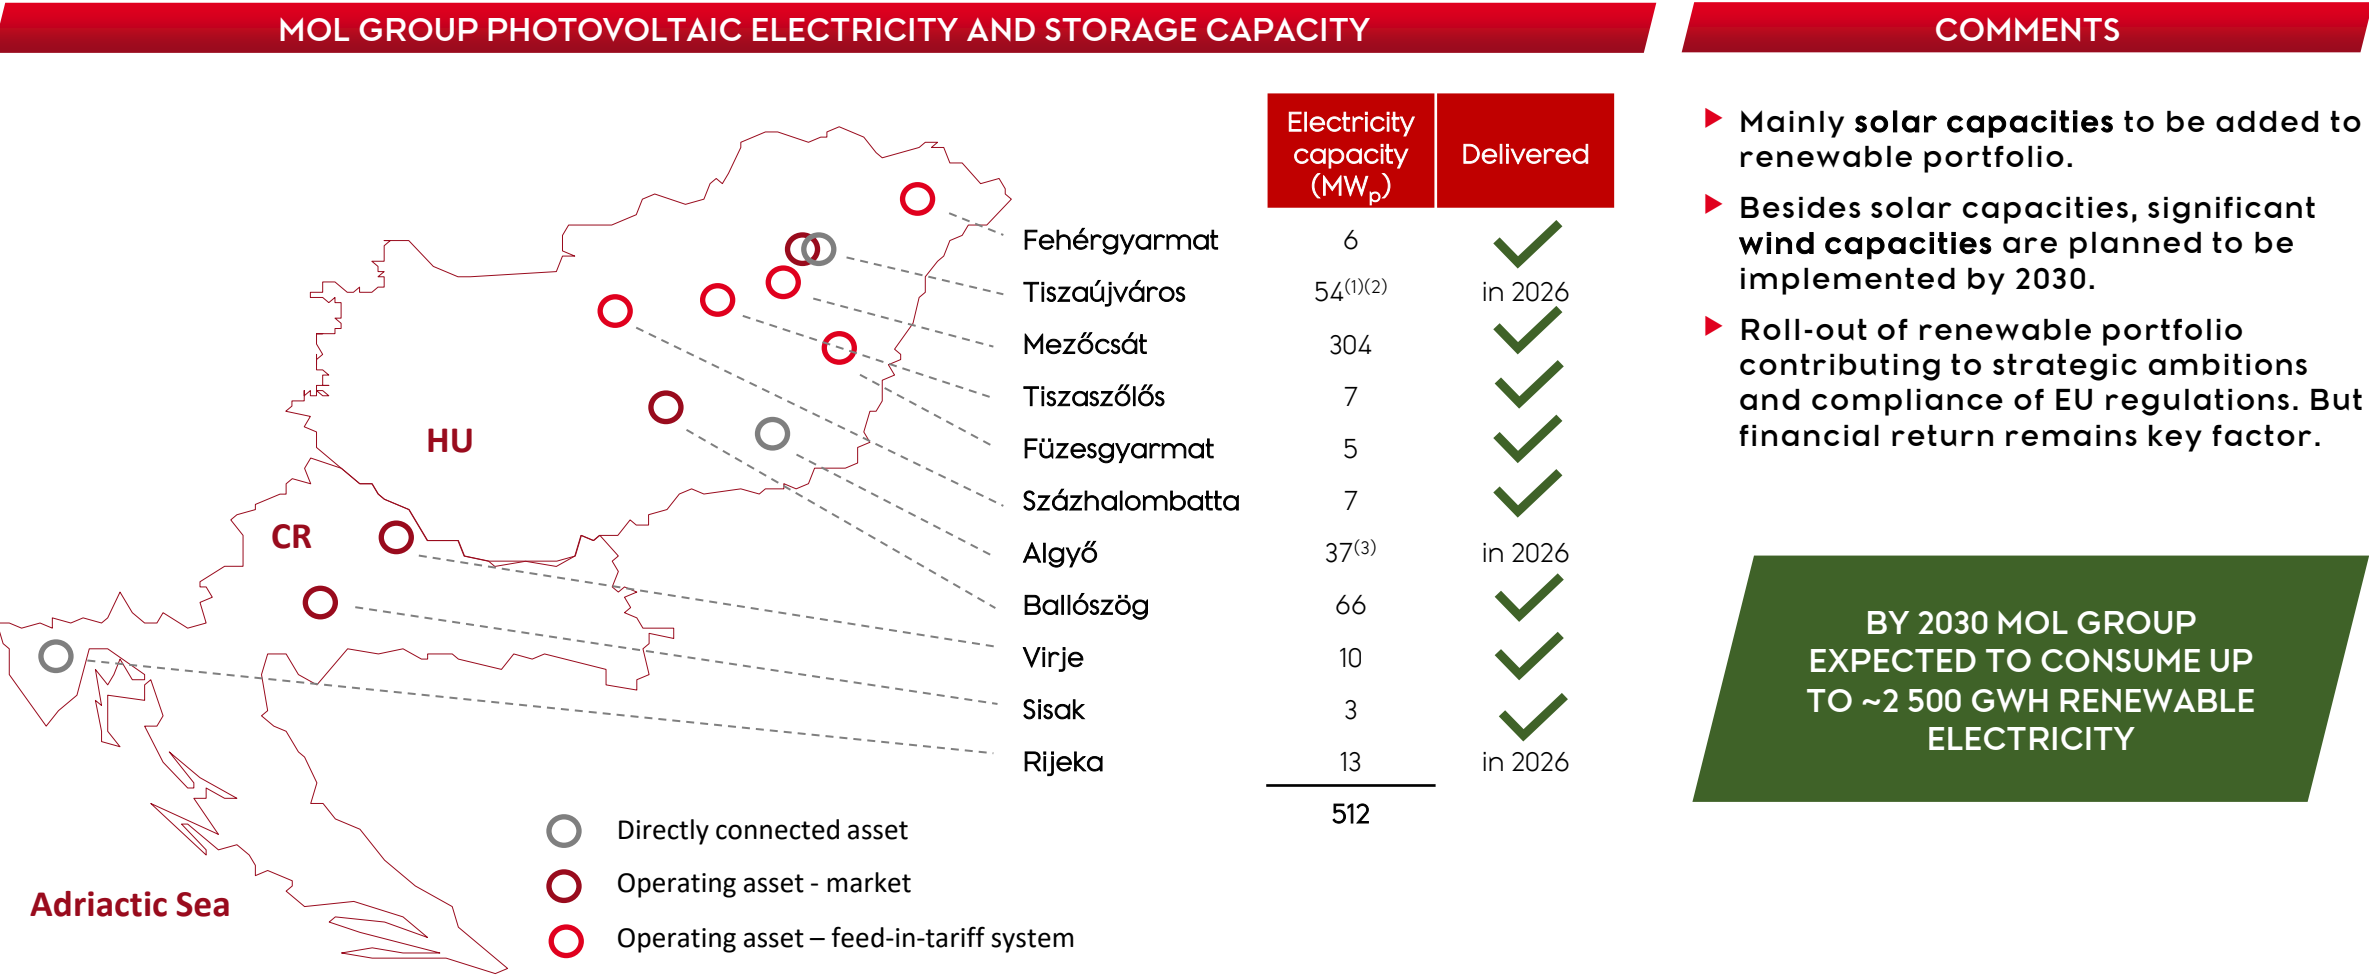 MOL GROUP PHOTOVOLTAIC ELECTRICITY AND STORAGE CAPACITY
Electricity capacity (MWp) Delivered
Fehérgyarmat 6
Tiszaújváros 54(1)(2) in 2026
Mezőcsát 304
Tiszaszőlős 7
Füzesgyarmat 5
Százhalombatta 7
Algyő 37(3) in 2026
Ballószög 66
Virje 10
Sisak 3
Rijeka 13 in 2026
512
HU
CR
Adriactic Sea
Directly connected asset
Operating asset - market
Operating asset – feed-in-tariff system
COMMENTS
Mainly solar capacities to be added to
renewable portfolio.
Besides solar capacities, significant
wind capacities are planned to be
implemented by 2030.
Roll-out of renewable portfolio
contributing to strategic ambitions
and compliance of EU regulations. But
financial return remains key factor.
BY 2030 MOL GROUP
EXPECTED TO CONSUME UP
TO ~2 500 GWH RENEWABLE
ELECTRICITY